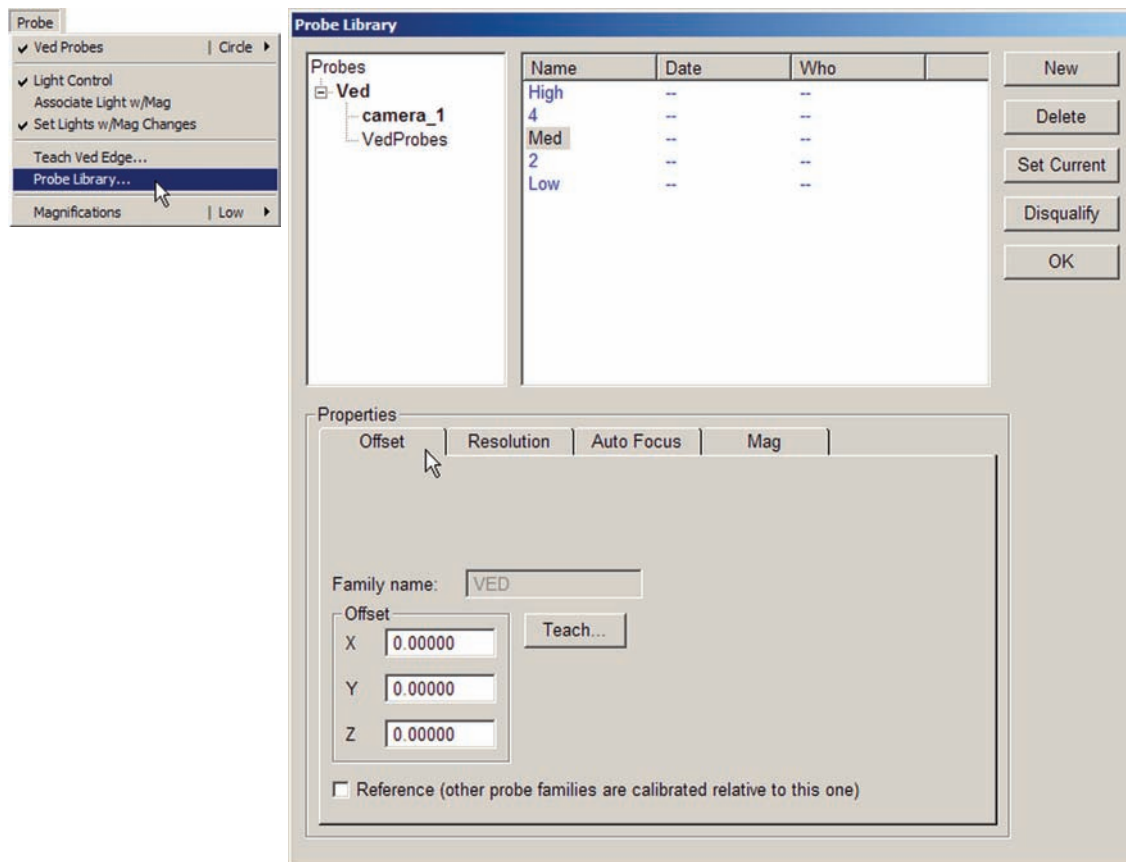 Probe
Ved Probes | Circle
Light Control
Associate Light w/Mag
Set Lights w/Mag Changes
Teach Ved Edge...
Probe Library...
Magnifications | Low
Probe Library
Probes
Ved
camera_1
VedProbes
Name Date Who
High -- --
4 -- --
Med -- --
2 -- --
Low -- --
New
Delete
Set Current
Disqualify
OK
Properties
Offset Resolution Auto Focus Mag
Family name: VED
Offset
X 0.00000
Teach...
Y 0.00000
Z 0.00000
Reference (other probe families are calibrated relative to this one)